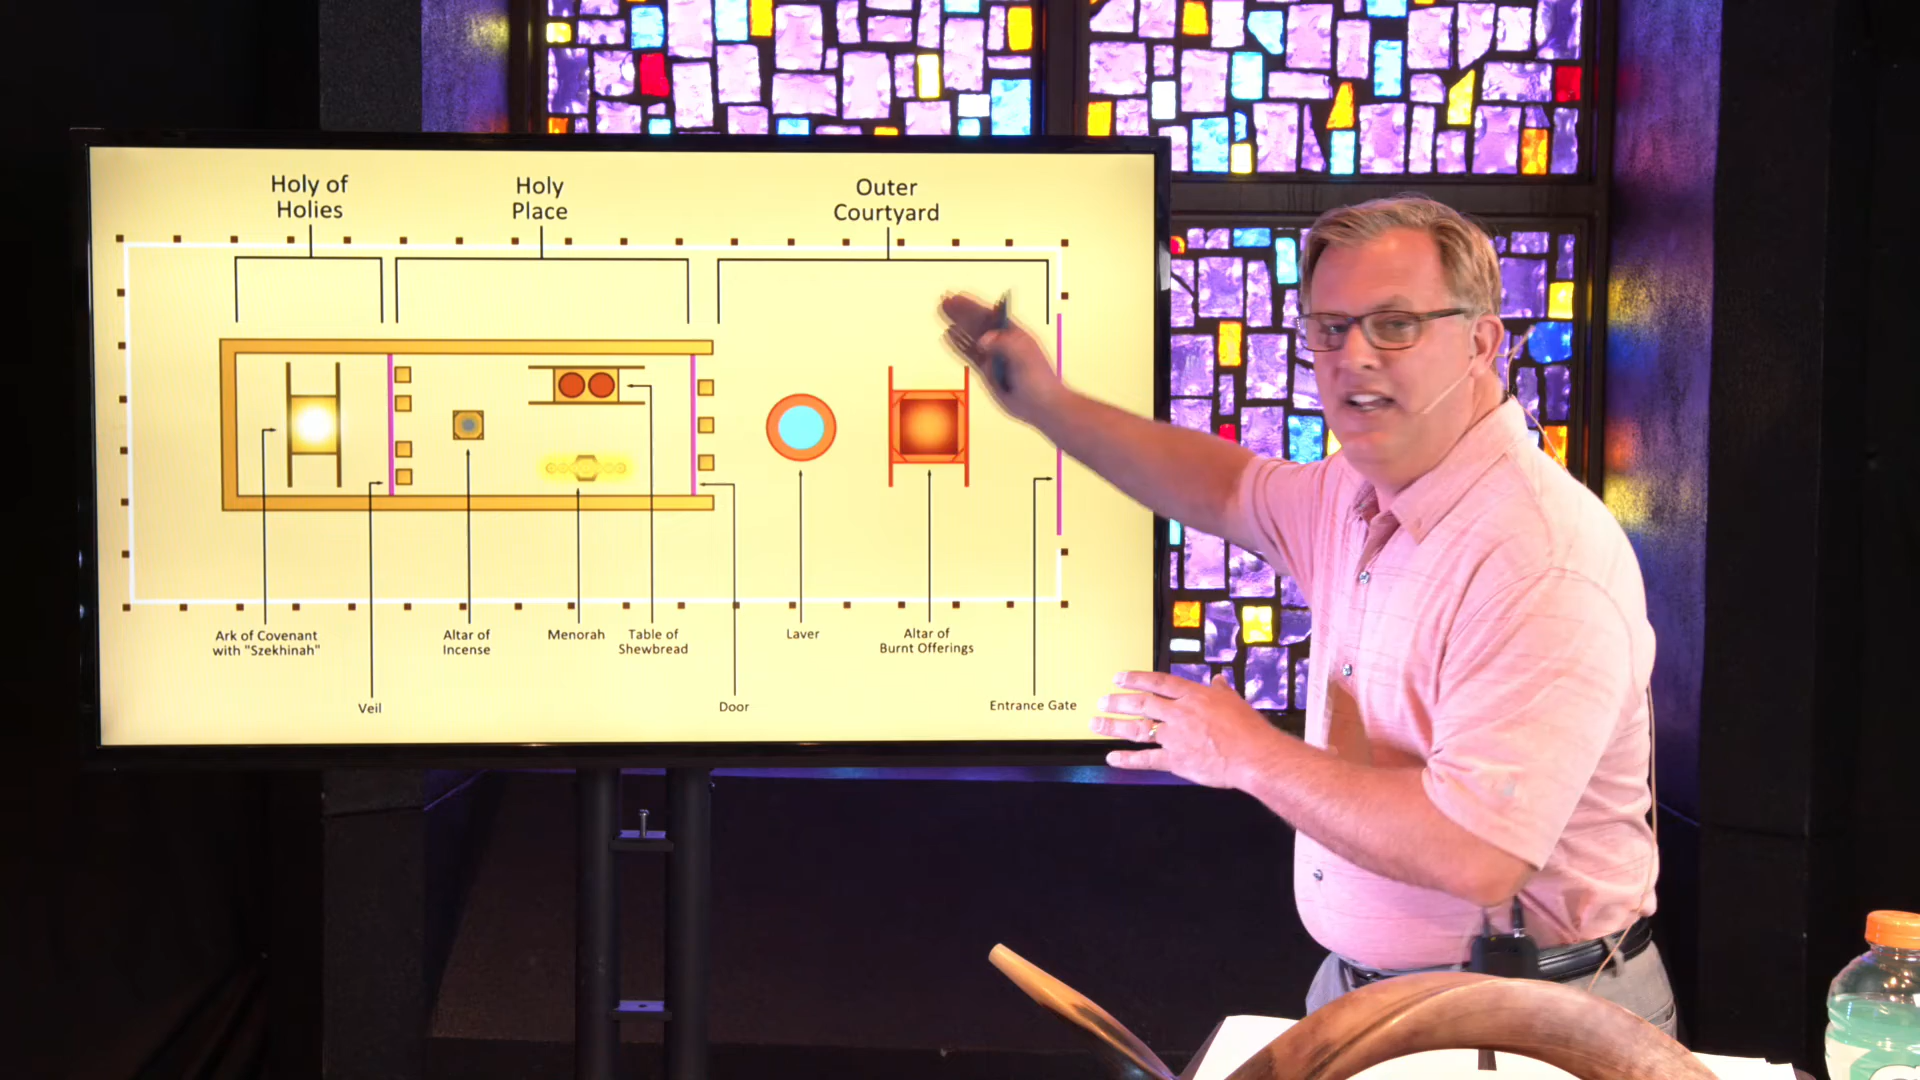 Holy of
Holies
Holy
Place
Outer
Courtyard
Ark of Covenant
with "Szekhinah"
Altar of
Incense
Menorah
Table of
Shewbread
Laver
Altar of
Burnt Offerings
Veil
Door
Entrance Gate